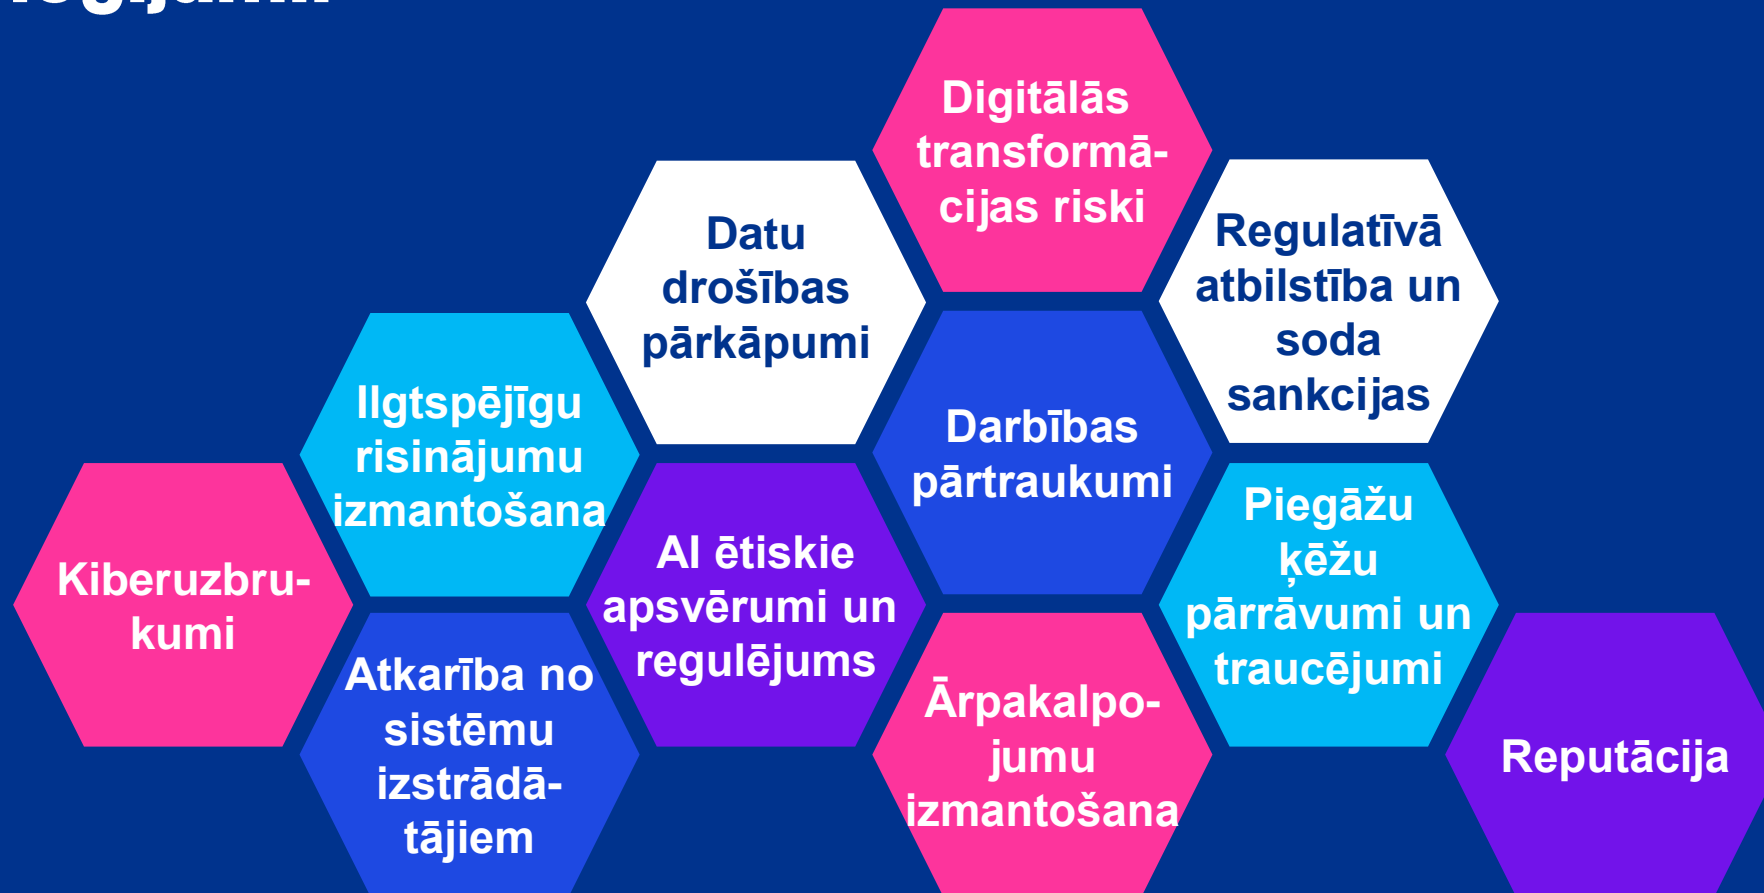 Digitālās
transformā-
cijas riski
Datu
drošības
pārkāpumi
Regulatīvā
atbilstība un
soda
sankcijas
Ilgtspējīgu
risinājumu
izmantošana
Darbības
pārtraukumi
Kiberuzbru-
kumi
AI ētiskie
apsvērumi un
regulējums
Piegāžu
ķēžu
pārrāvumi un
traucējumi
Atkarība no
sistēmu
izstrādā-
tājiem
Ārpakalpo-
jumu
izmantošana
Reputācija